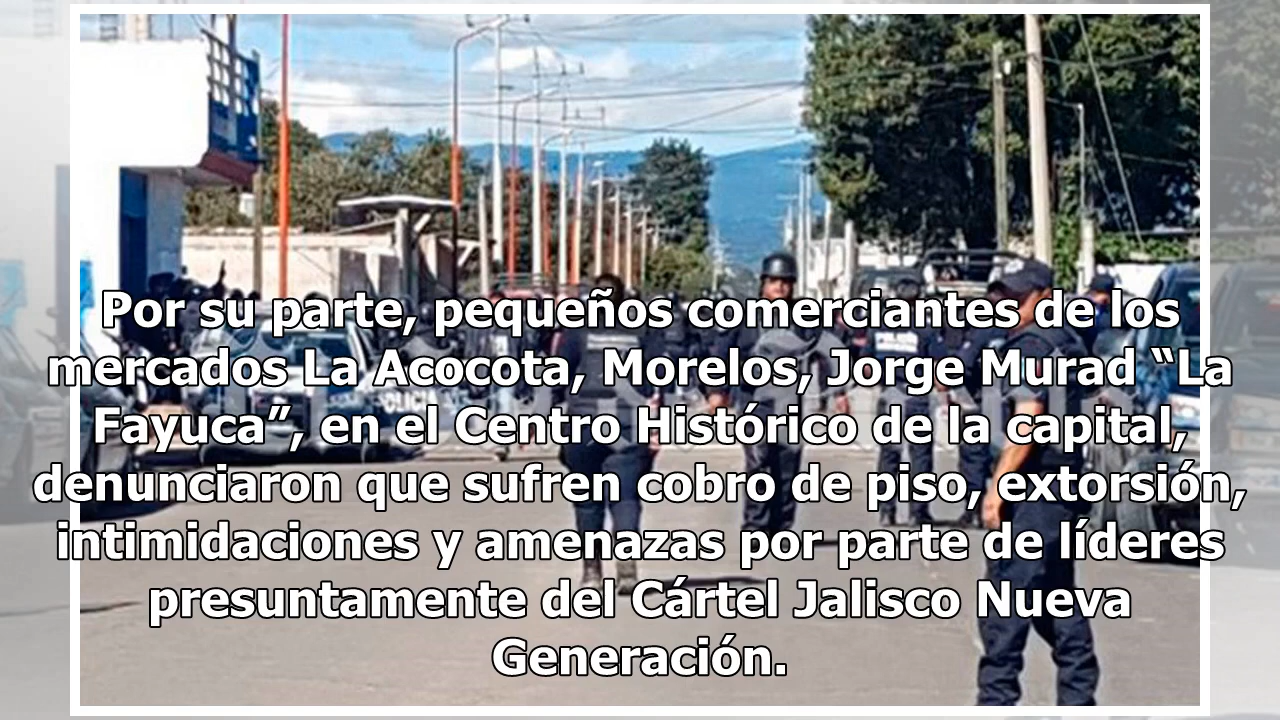 Por su parte, pequeños comerciantes de los
mercados La Acocota, Morelos, Jorge Murad “La
Fayuca”, en el Centro Histórico de la capital,
denunciaron que sufren cobro de piso, extorsión,
intimidaciones y amenazas por parte de líderes
presuntamente del Cártel Jalisco Nueva
Generación.
POLICIA